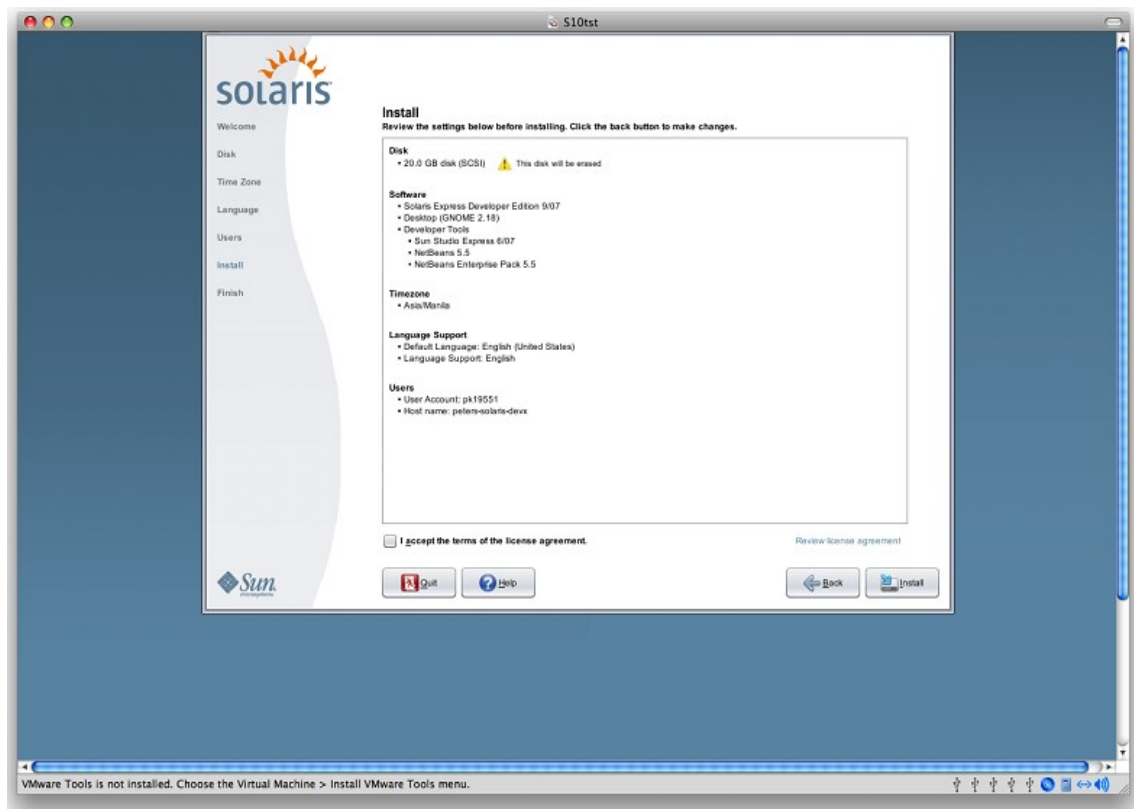 S10tst
solaris
Install
Review the settings below before installing. Click the back button to make changes.
Welcome
Disk
Time Zone
Language
Users
Install
Finish
Disk
• 20.0 GB disk (SCSI) This disk will be erased
Software
• Solaris Express Developer Edition 9/07
• Desktop (GNOME 2.18)
• Developer Tools
• Sun Studio Express 6/07
• NetBeans 5.5
• NetBeans Enterprise Pack 5.5
Timezone
• Asia/Manila
Language Support
• Default Language: English (United States)
• Language Support: English
Users
• User Account: pk19551
• Host name: peters-solaris-devx
I accept the terms of the license agreement.
Review license agreement
Sun
microsystems
Quit
Help
Back
Install
VMware Tools is not installed. Choose the Virtual Machine > Install VMware Tools menu.